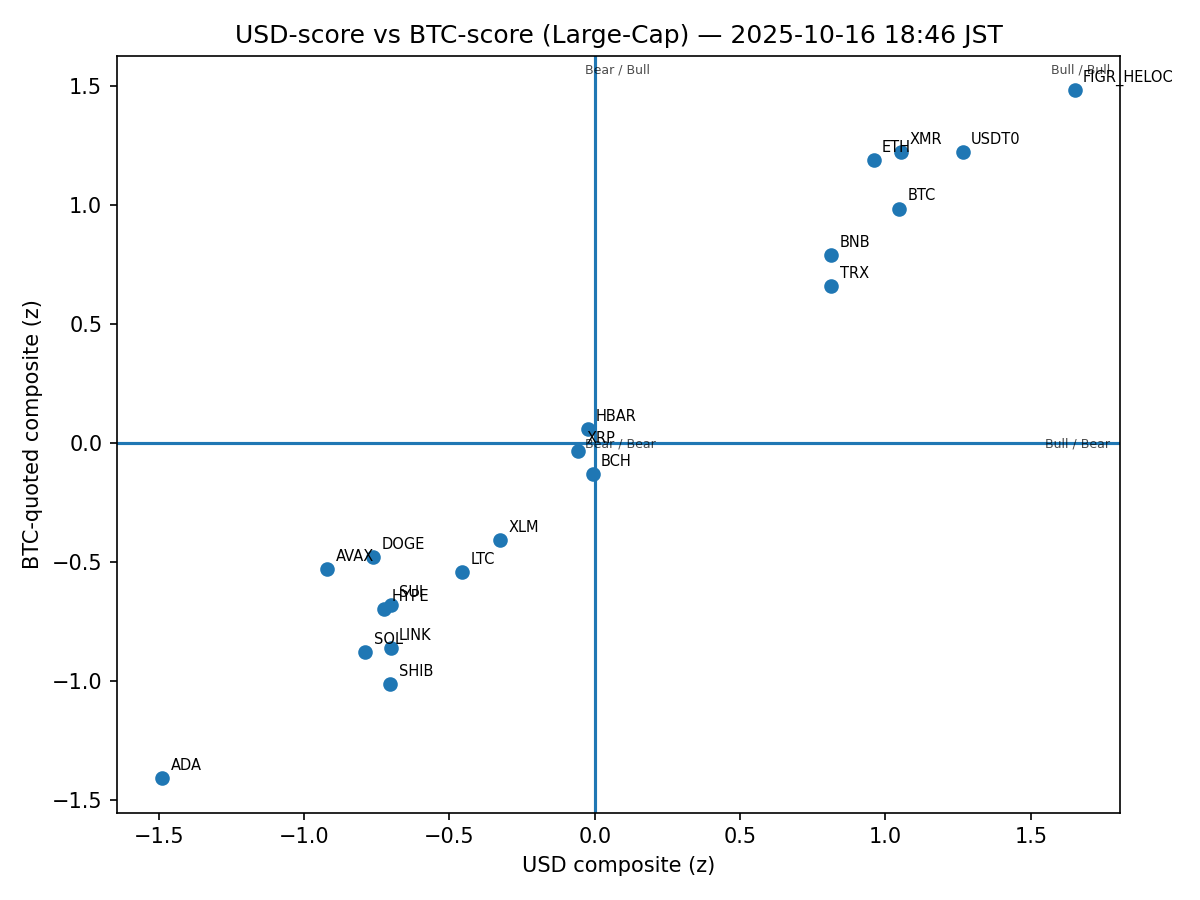 USD-score vs BTC-score (Large-Cap) — 2025-10-16 18:46 JST
Bear / Bull
Bull / Bull
FIGR_HELOC
1.5
ETH
XMR
USDT0
BTC
1.0
BNB
TRX
0.5
HBAR
XRP
Bear / Bear
Bull / Bear
0.0
BCH
XLM
DOGE
AVAX
LTC
−0.5
SUI
HYPE
SOL
LINK
SHIB
−1.0
ADA
−1.5
BTC-quoted composite (z)
−1.5
−1.0
−0.5
0.0
0.5
1.0
1.5
USD composite (z)